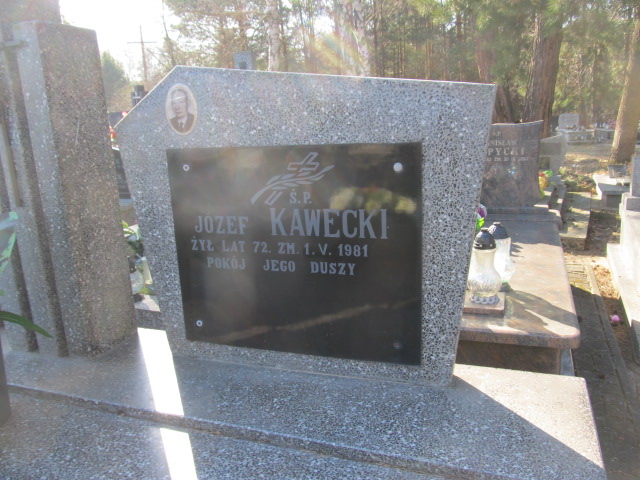 Ś.P.
JÓZEF KAWECKI
ŻYŁ LAT 72. ZM. 1. V. 1981
POKÓJ JEGO DUSZY